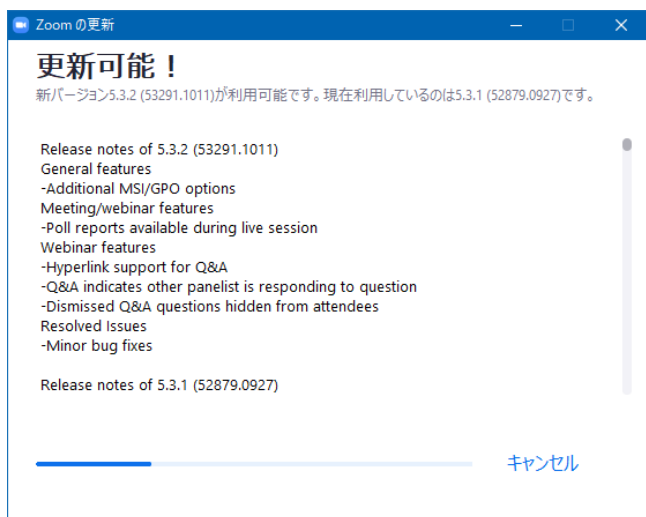 Zoom の更新
更新可能！
新バージョン5.3.2 (53291.1011)が利用可能です。現在利用しているのは5.3.1 (52879.0927)です。
Release notes of 5.3.2 (53291.1011)
General features
-Additional MSI/GPO options
Meeting/webinar features
-Poll reports available during live session
Webinar features
-Hyperlink support for Q&A
-Q&A indicates other panelist is responding to question
-Dismissed Q&A questions hidden from attendees
Resolved Issues
-Minor bug fixes
Release notes of 5.3.1 (52879.0927)
キャンセル